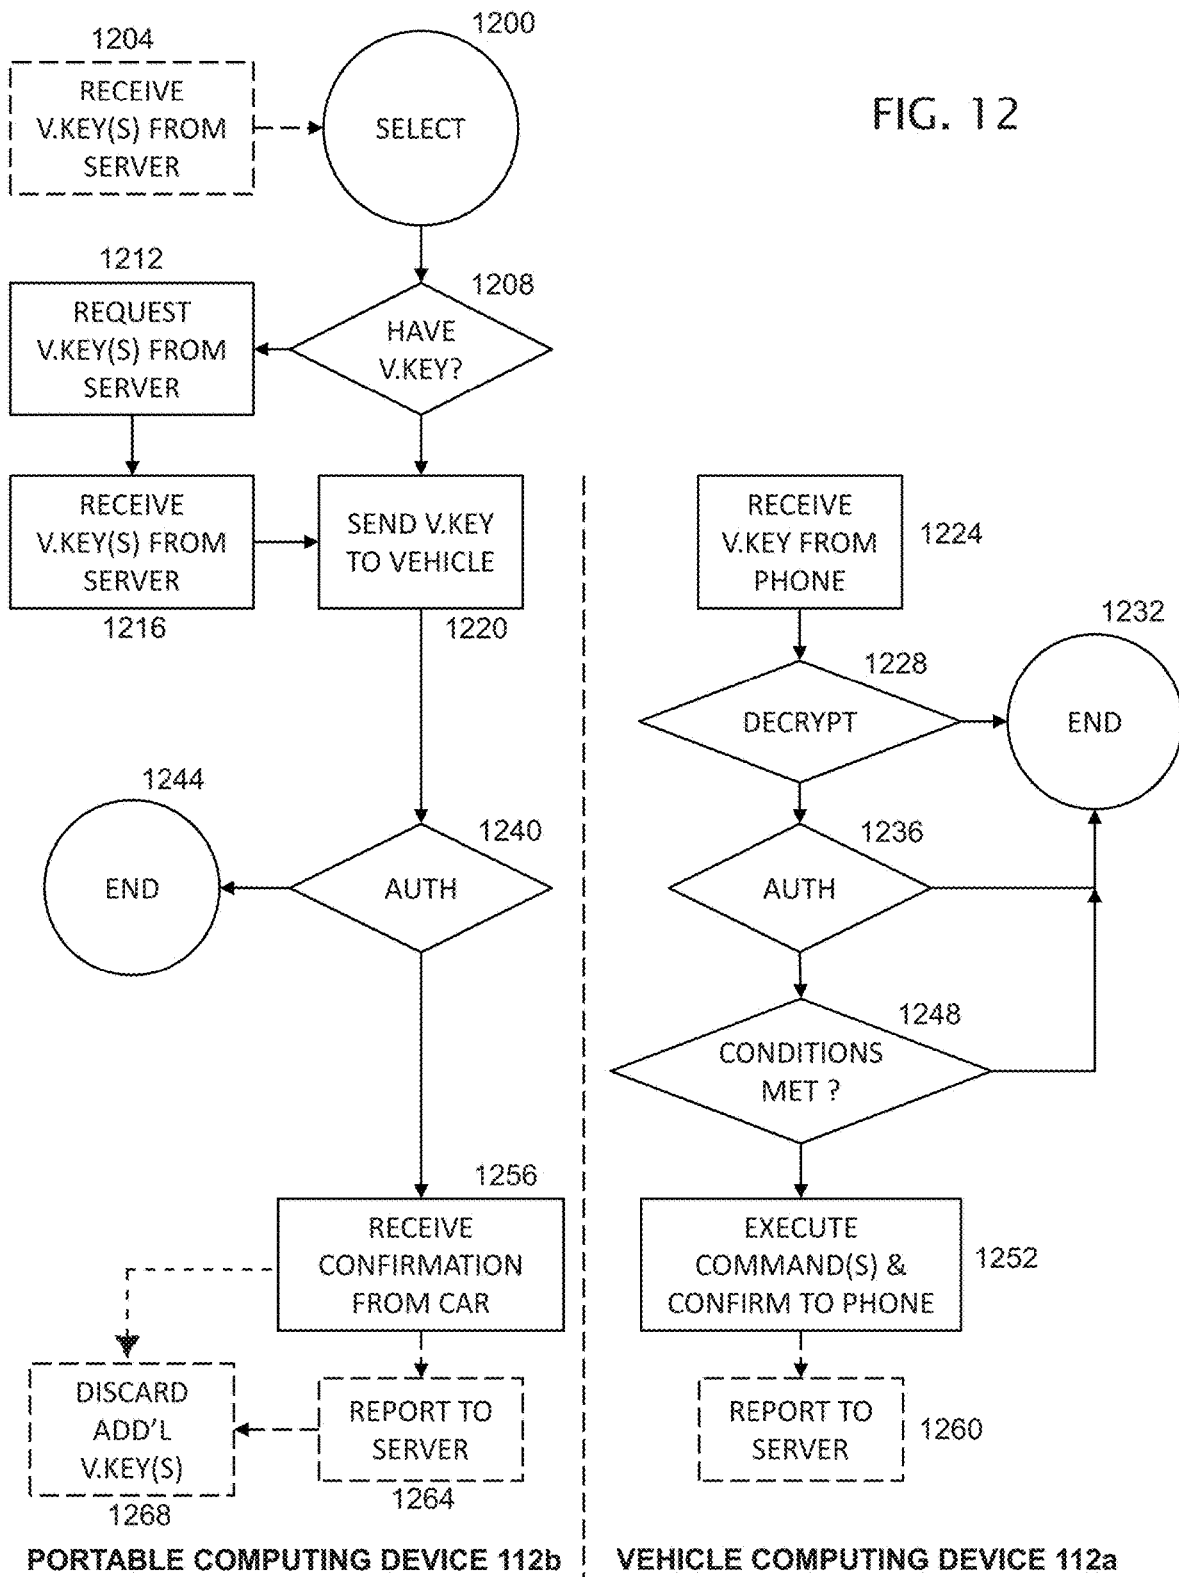 1204
RECEIVE
V.KEY(S) FROM
SERVER
1200
SELECT
FIG. 12
1212
REQUEST
V.KEY(S) FROM
SERVER
1208
HAVE
V.KEY?
RECEIVE
V.KEY(S) FROM
SERVER
1216
SEND V.KEY
TO VEHICLE
1220
RECEIVE
V.KEY FROM
PHONE
1224
1228
DECRYPT
1232
END
1244
END
1240
AUTH
1236
AUTH
1248
CONDITIONS
MET ?
1256
RECEIVE
CONFIRMATION
FROM CAR
EXECUTE
COMMAND(S) &
CONFIRM TO PHONE
1252
DISCARD
ADD'L
V.KEY(S)
1268
REPORT TO
SERVER
1264
REPORT TO
SERVER
1260
PORTABLE COMPUTING DEVICE 112b
VEHICLE COMPUTING DEVICE 112a